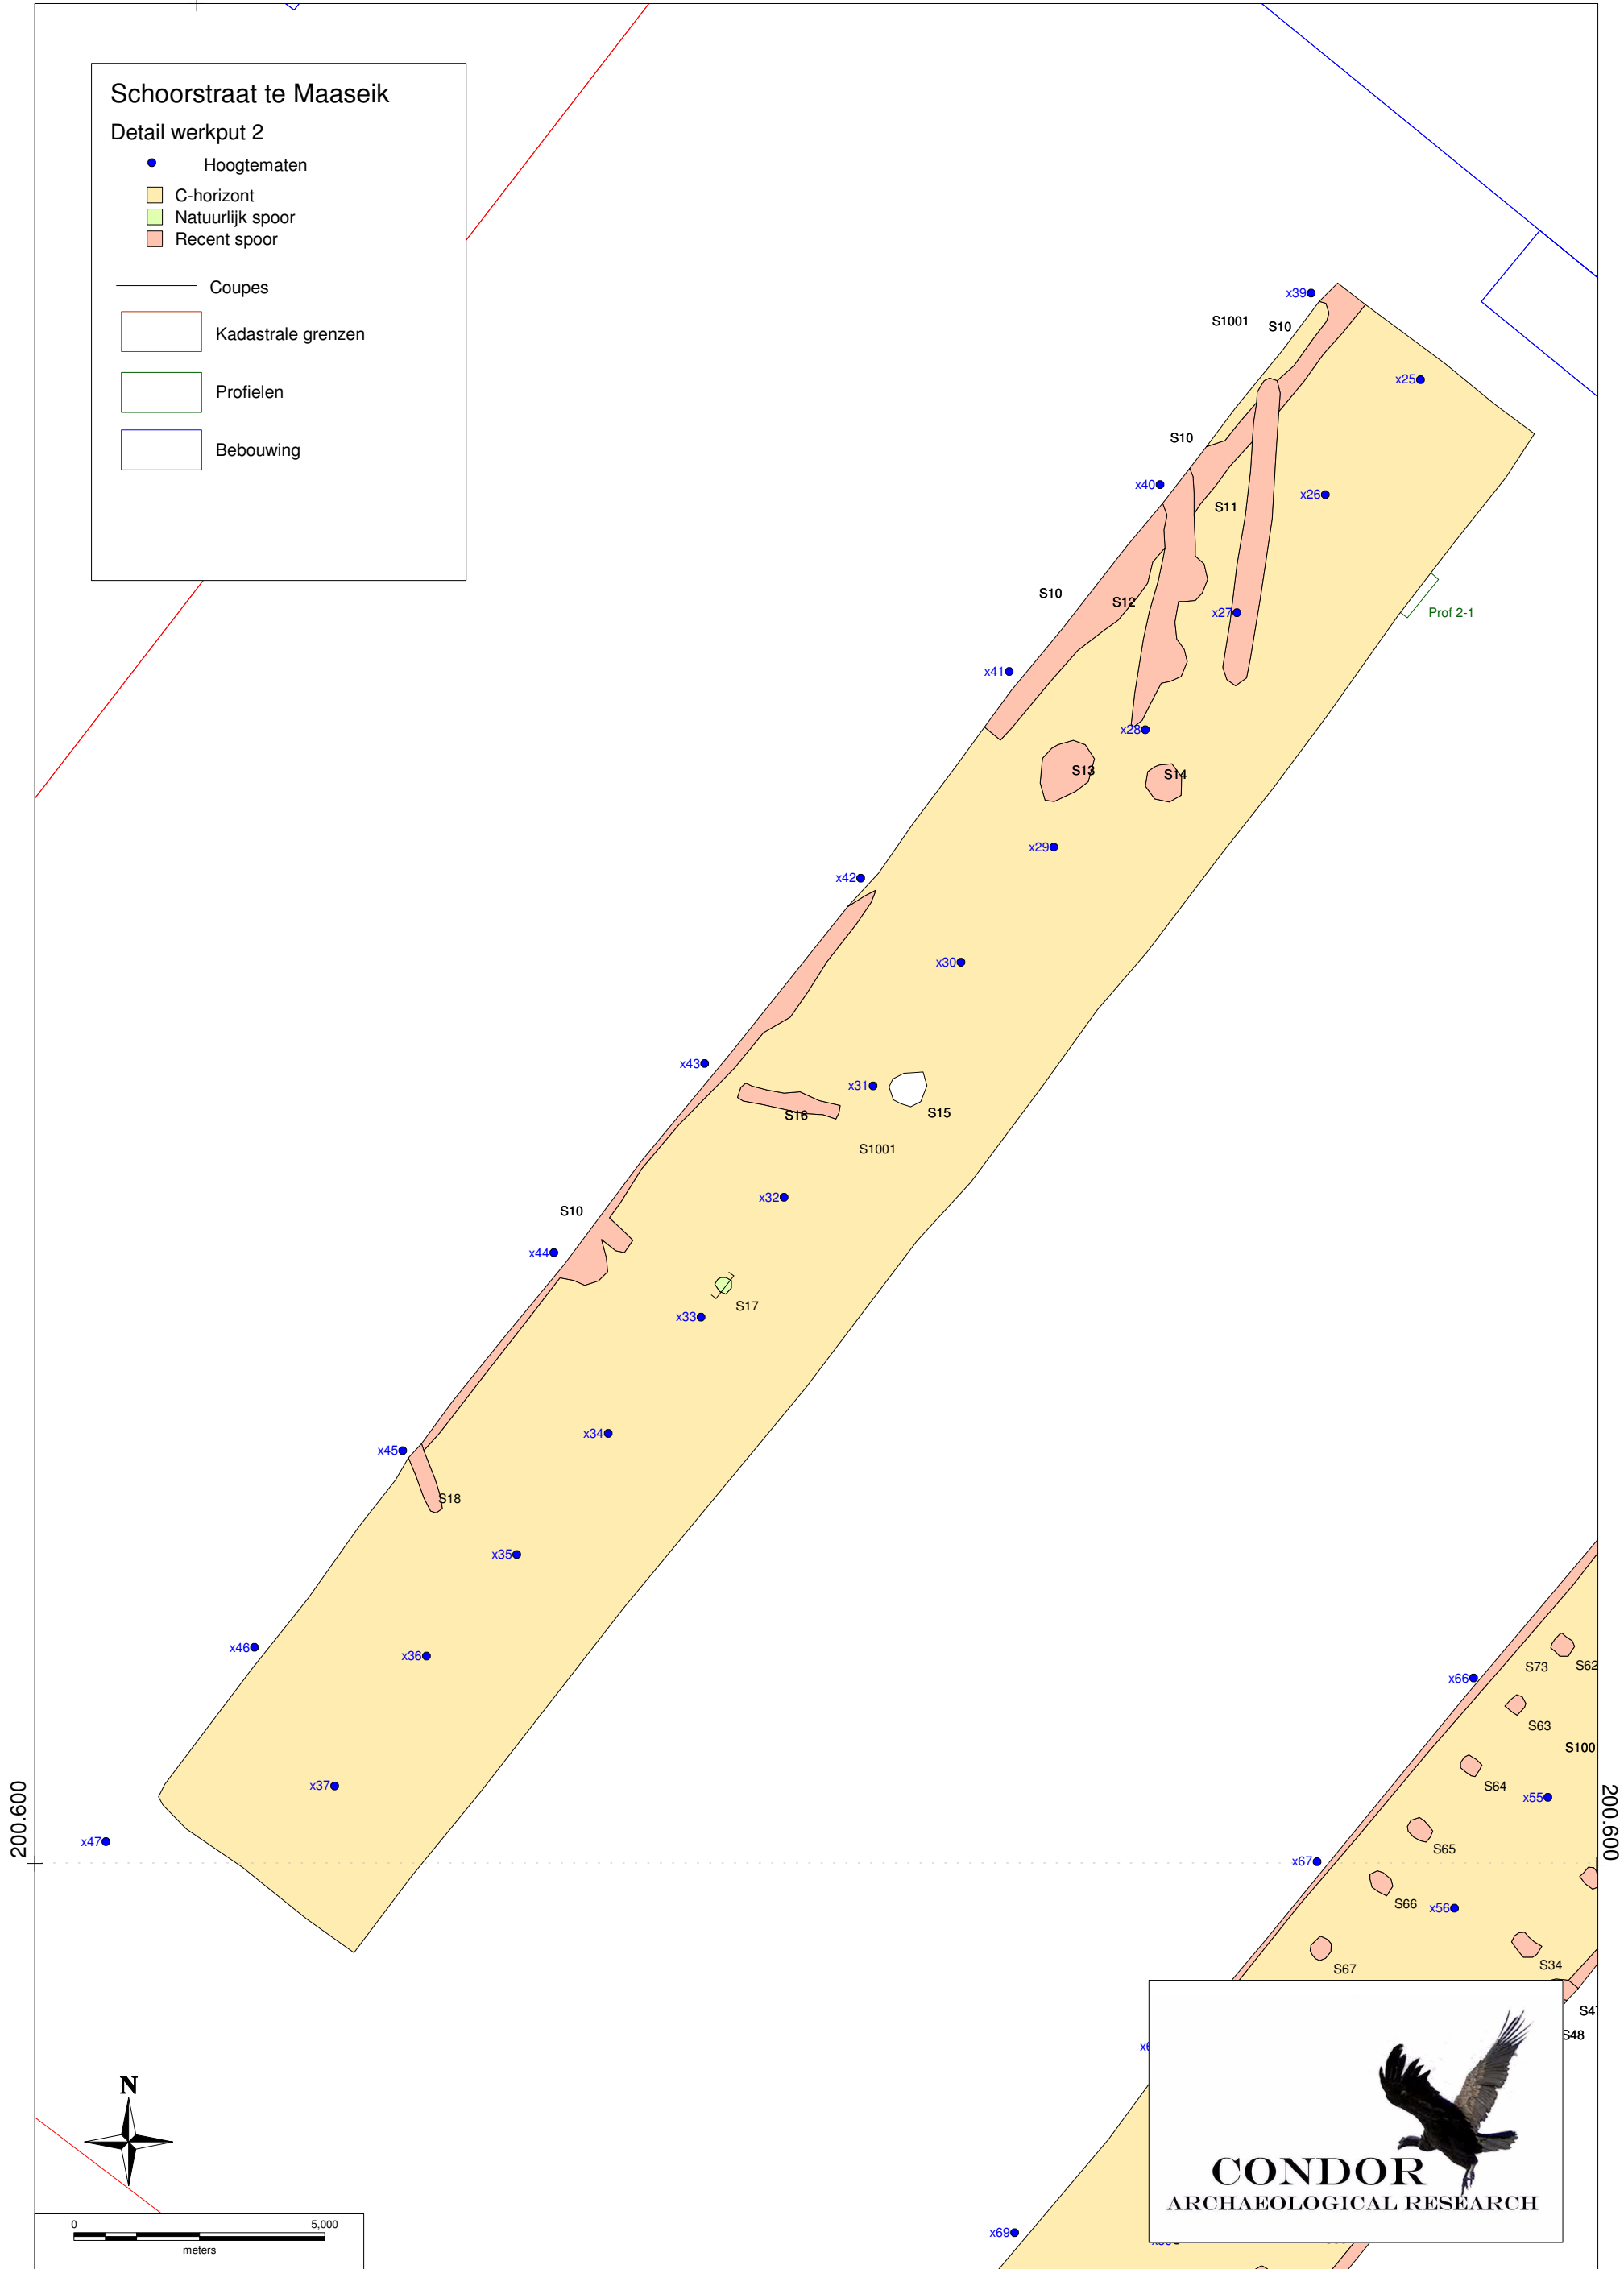 Schoorstraat te Maaseik
Detail werkput 2
Hoogtematen
C-horizont
Natuurlijk spoor
Recent spoor
Coupes
Kadastrale grenzen
Profielen
Bebouwing
x39
S1001 S10
x25
S10
x40
x26
S11
S10
S12
x27
Prof 2-1
x41
x28
S13
S14
x29
x42
x30
x43
x31
S15
S16
S1001
x32
S10
x44
S17
x33
x34
x45
S18
x35
x46
x36
x66
S73
S62
S63
S1001
x37
S64
x55
200.600
200.600
x47
S65
x67
S66
x56
S34
S67
S47
S48
N
CONDOR
ARCHAEOLOGICAL RESEARCH
0 5,000
meters
x69